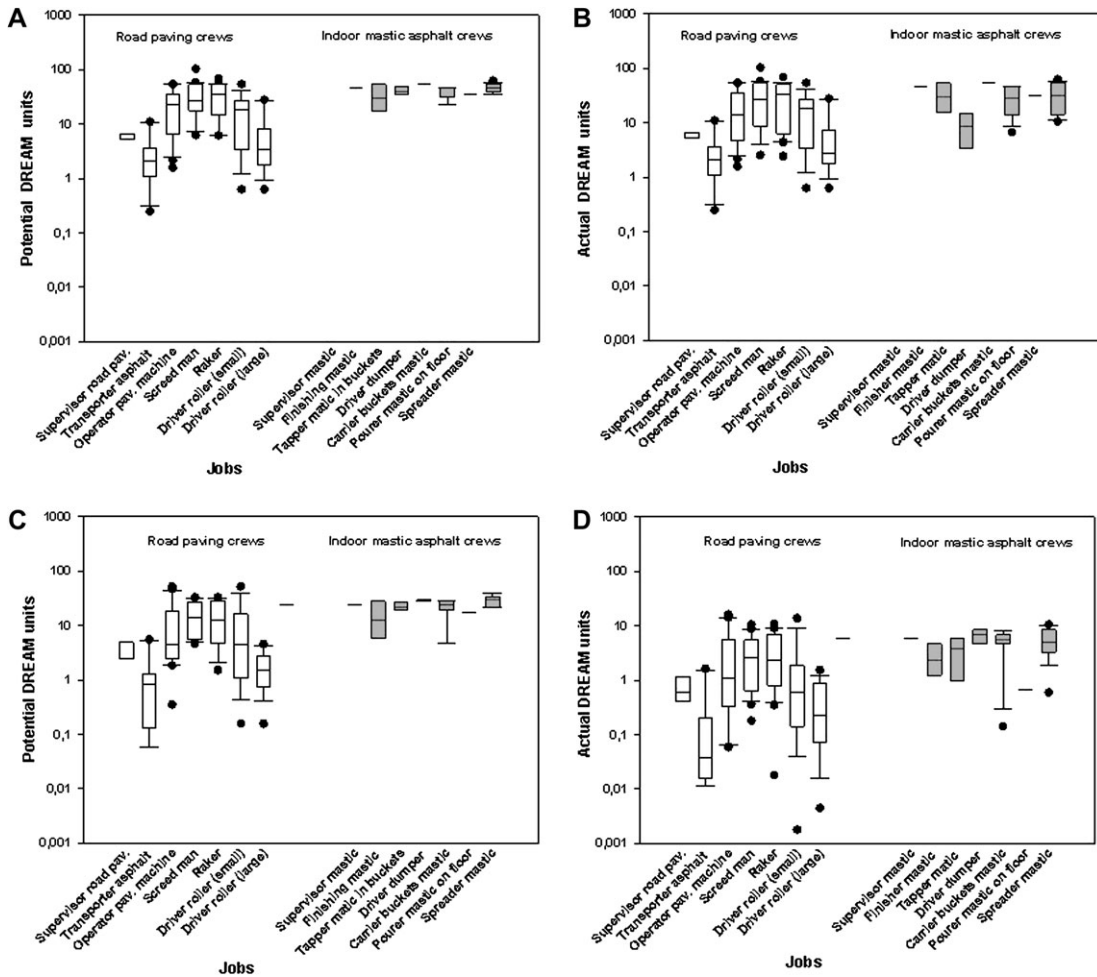 A
Potential DREAM units
1000
100
10
1
0,1
0,01
0,001
Road paving crews
Indoor mastic asphalt crews
Supervisor road pav.
Transporter asphalt
Operator pav. machine
Screed man
Raker
Driver roller (small)
Driver roller (large)
Supervisor mastic
Finishing mastic
Tapper matic in buckets
Driver dumper
Carrier buckets mastic
Pourer mastic on floor
Spreader mastic
Jobs
B
Actual DREAM units
1000
100
10
1
0,1
0,01
0,001
Road paving crews
Indoor mastic asphalt crews
Supervisor road pav.
Transporter asphalt
Operator pav. machine
Screed man
Raker
Driver roller (small)
Driver roller (large)
Supervisor mastic
Finisher mastic
Tapper matic
Driver dumper
Carrier buckets mastic
Pourer mastic on floor
Spreader mastic
Jobs
C
Potential DREAM units
1000
100
10
1
0,1
0,01
0,001
Road paving crews
Indoor mastic asphalt crews
Supervisor road pav.
Transporter asphalt
Operator pav. machine
Screed man
Raker
Driver roller (small)
Driver roller (large)
Supervisor mastic
Finishing mastic
Tapper matic in buckets
Driver dumper
Carrier buckets mastic
Pourer mastic on floor
Spreader mastic
Jobs
D
Actual DREAM units
1000
100
10
1
0,1
0,01
0,001
Road paving crews
Indoor mastic asphalt crews
Supervisor road pav.
Transporter asphalt
Operator pav. machine
Screed man
Raker
Driver roller (small)
Driver roller (large)
Supervisor mastic
Finisher mastic
Tapper matic
Driver dumper
Carrier buckets mastic
Pourer mastic on floor
Spreader mastic
Jobs